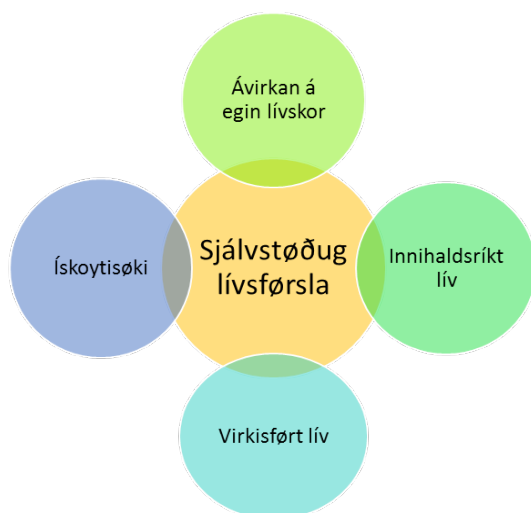 Ávirkan á
egin lívskor
Sjálvstøðug
lívsførsla
Ískoytisøki
Innihaldsríkt
lív
Virkisført lív